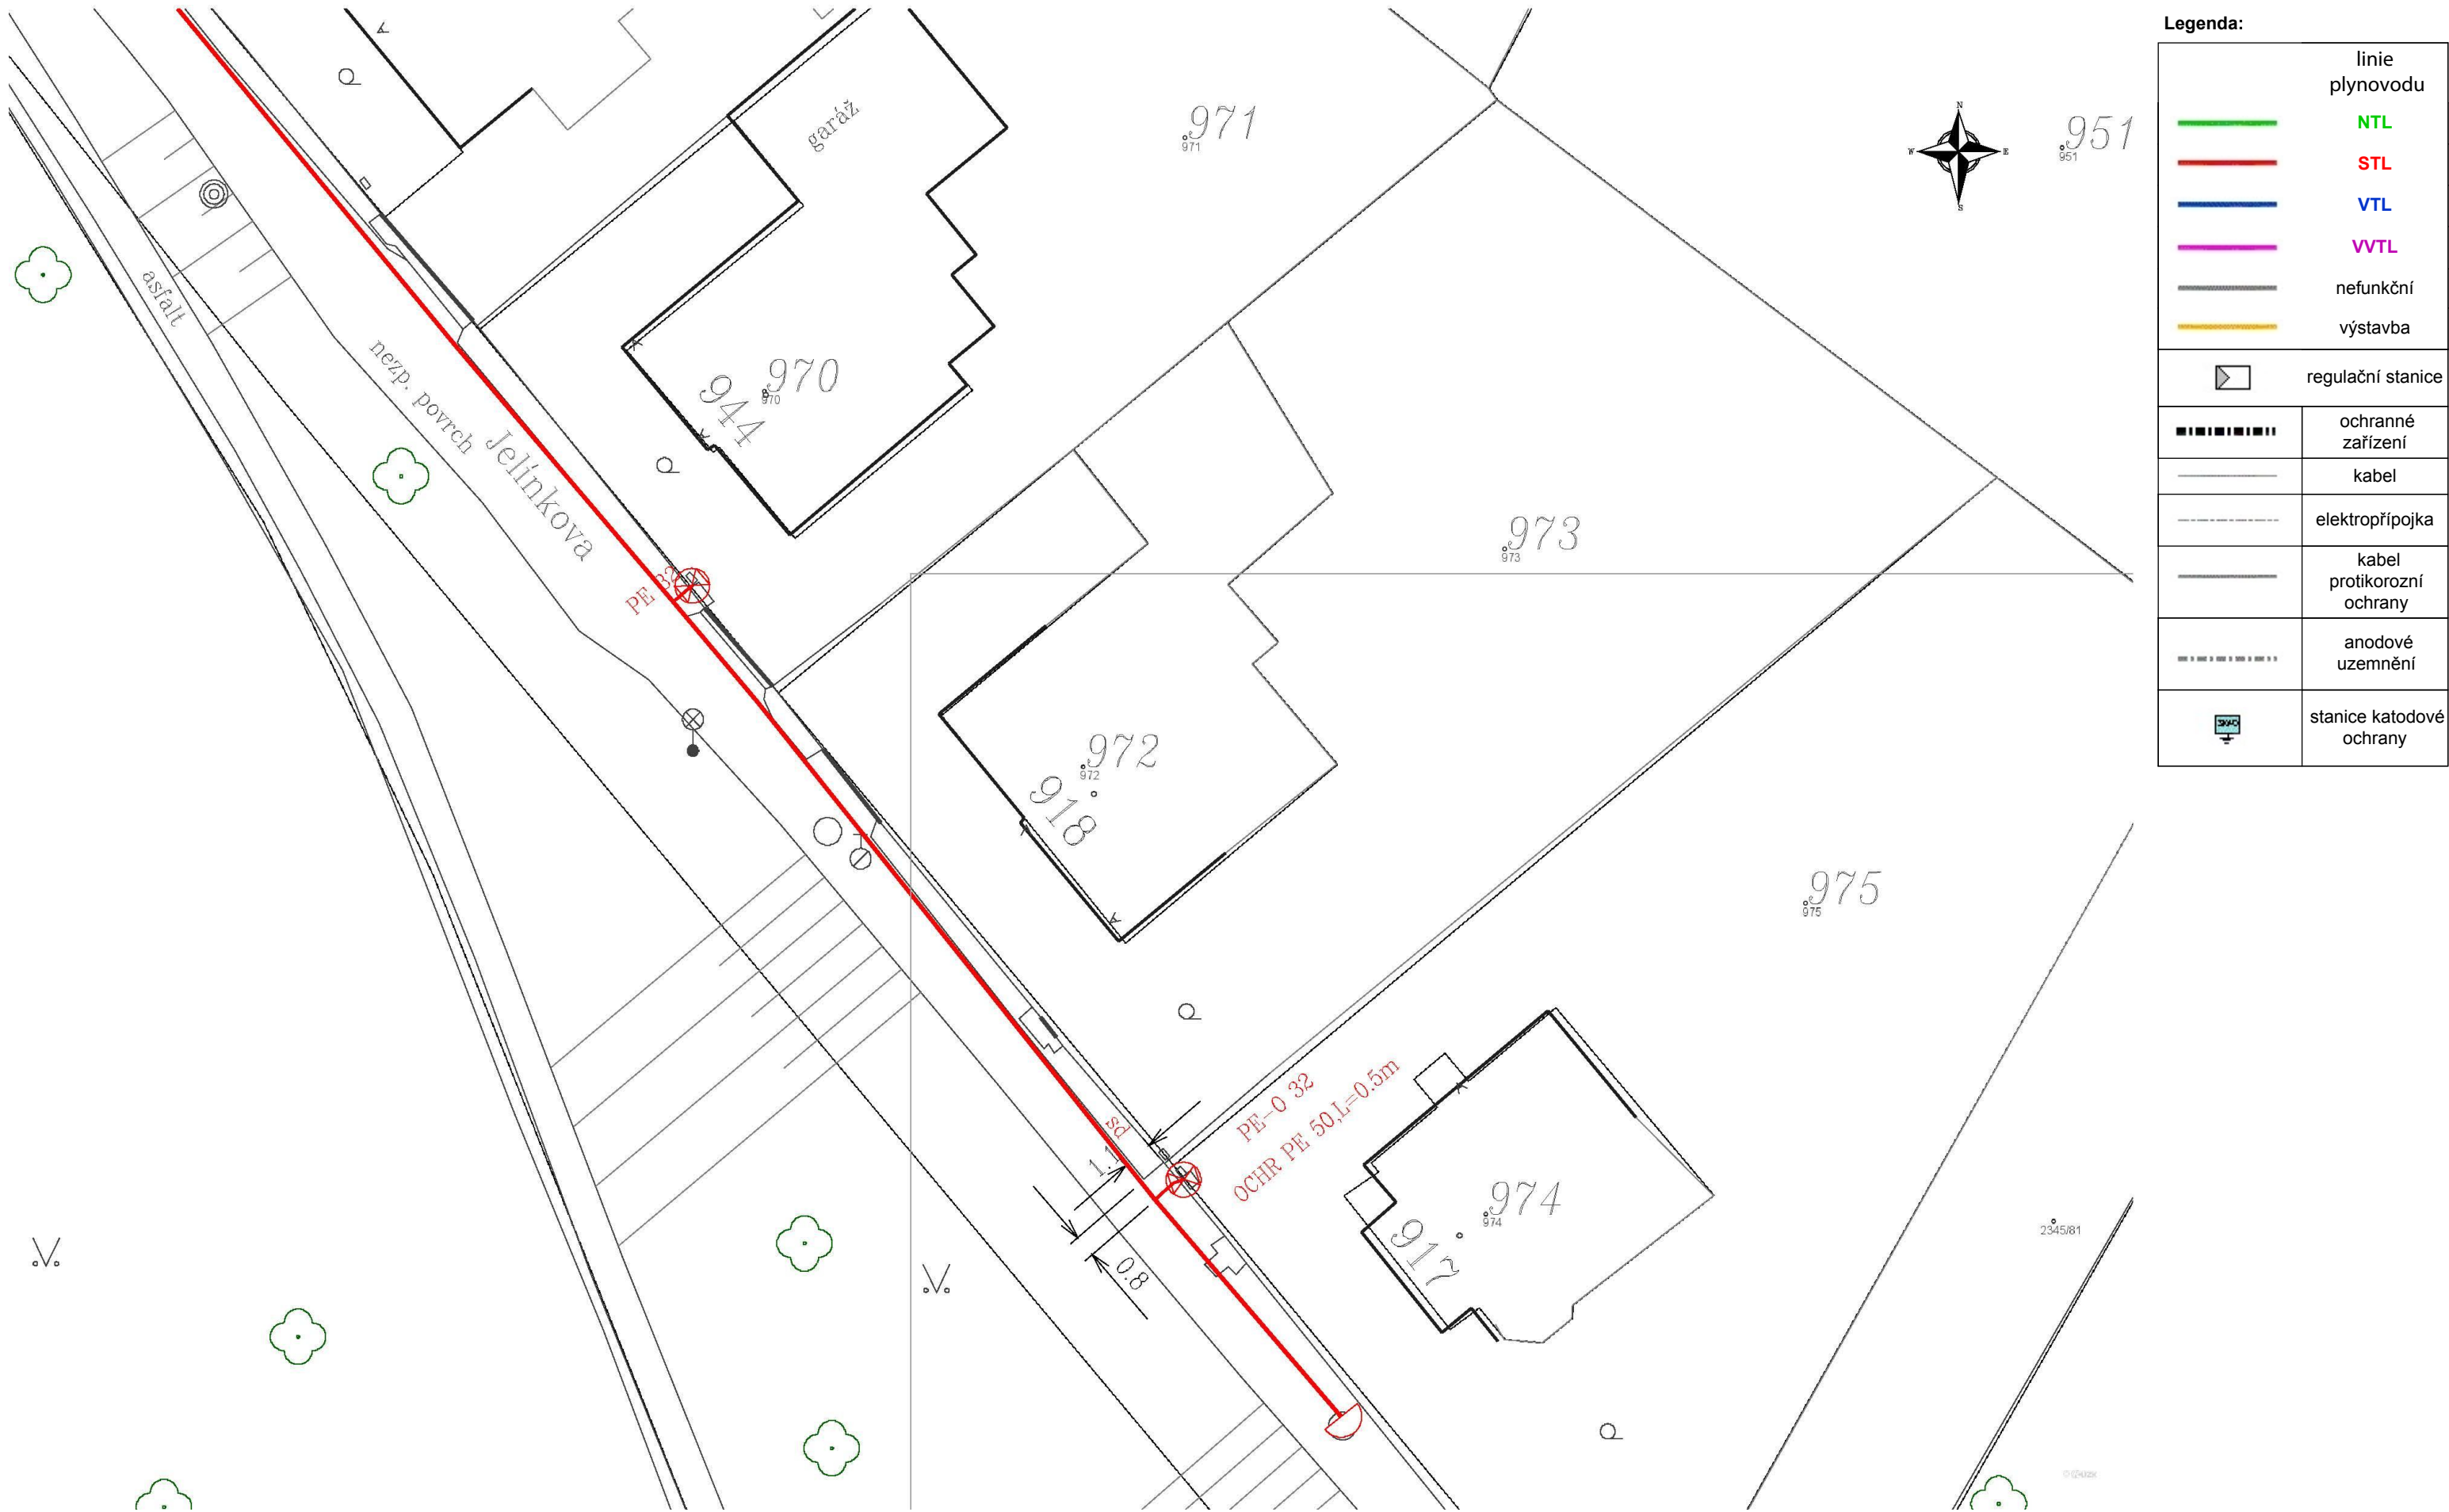 garáž
971
971
951
951
asfalt
nezp. povrch
Jelínkova
970
970
944
PE 32
973
973
972
972
918
975
975
PE-0 32
OCHR PE 50,L=0.5m
sd
1.1
0.8
974
974
917
2345/81
N
W
E
S
Legenda:
linie
plynovodu
NTL
STL
VTL
VVTL
nefunkční
výstavba
regulační stanice
ochranné
zařízení
kabel
elektropřípojka
kabel
protikorozní
ochrany
anodové
uzemnění
stanice katodové
ochrany